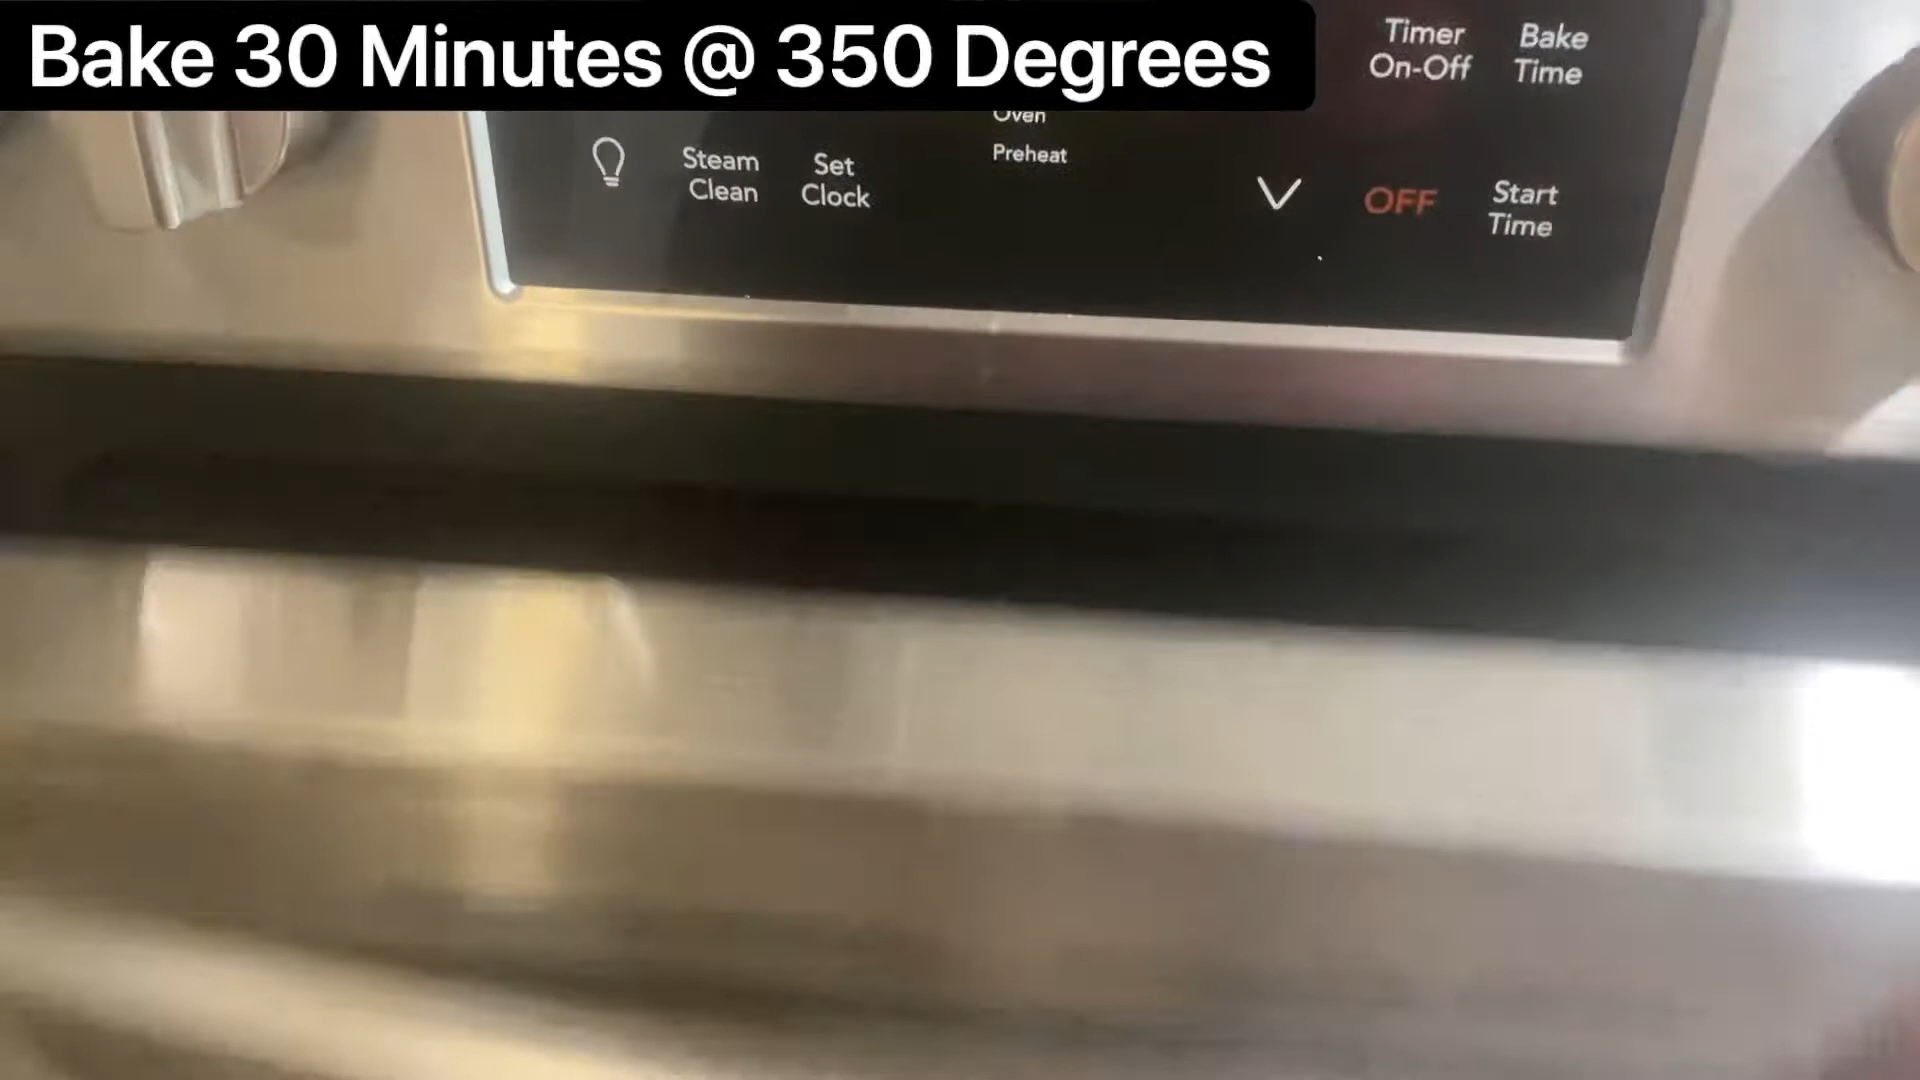 Bake 30 Minutes @ 350 Degrees
Timer
On-Off
Bake
Time
Oven
Preheat
Steam
Clean
Set
Clock
OFF
Start
Time